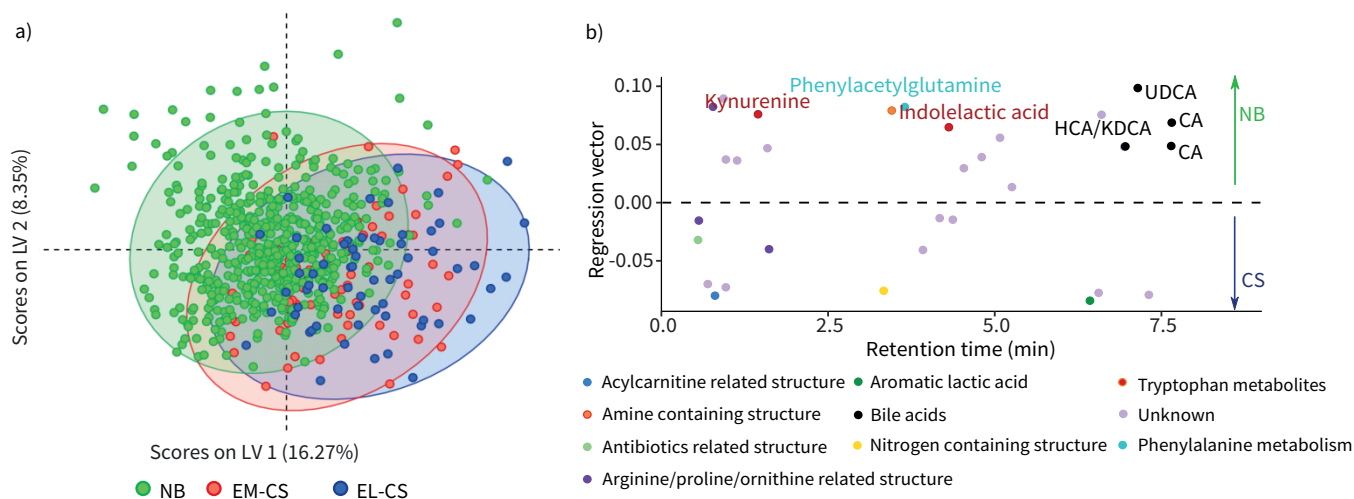 a)
Scores on LV 2 (8.35%)
Scores on LV 1 (16.27%)
NB
EM-CS
EL-CS
b)
Regression vector
0.10
0.05
0.00
-0.05
0.0
2.5
5.0
7.5
Retention time (min)
Kynurenine
Phenylacetylglutamine
Indolelactic acid
HCA/KDCA
UDCA
CA
CA
NB
CS
Acylcarnitine related structure
Amine containing structure
Antibiotics related structure
Arginine/proline/ornithine related structure
Aromatic lactic acid
Bile acids
Nitrogen containing structure
Tryptophan metabolites
Unknown
Phenylalanine metabolism